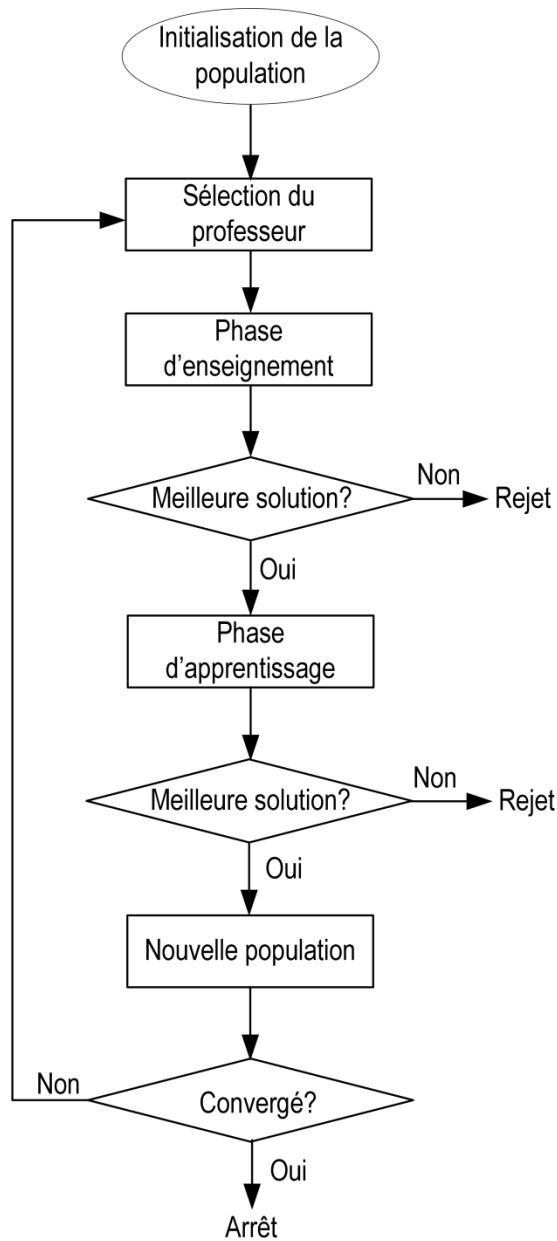 Initialisation de la
population
Sélection du
professeur
Phase
d'enseignement
Meilleure solution?
Non
Rejet
Oui
Phase
d'apprentissage
Meilleure solution?
Non
Rejet
Oui
Nouvelle population
Non
Convergé?
Oui
Arrêt